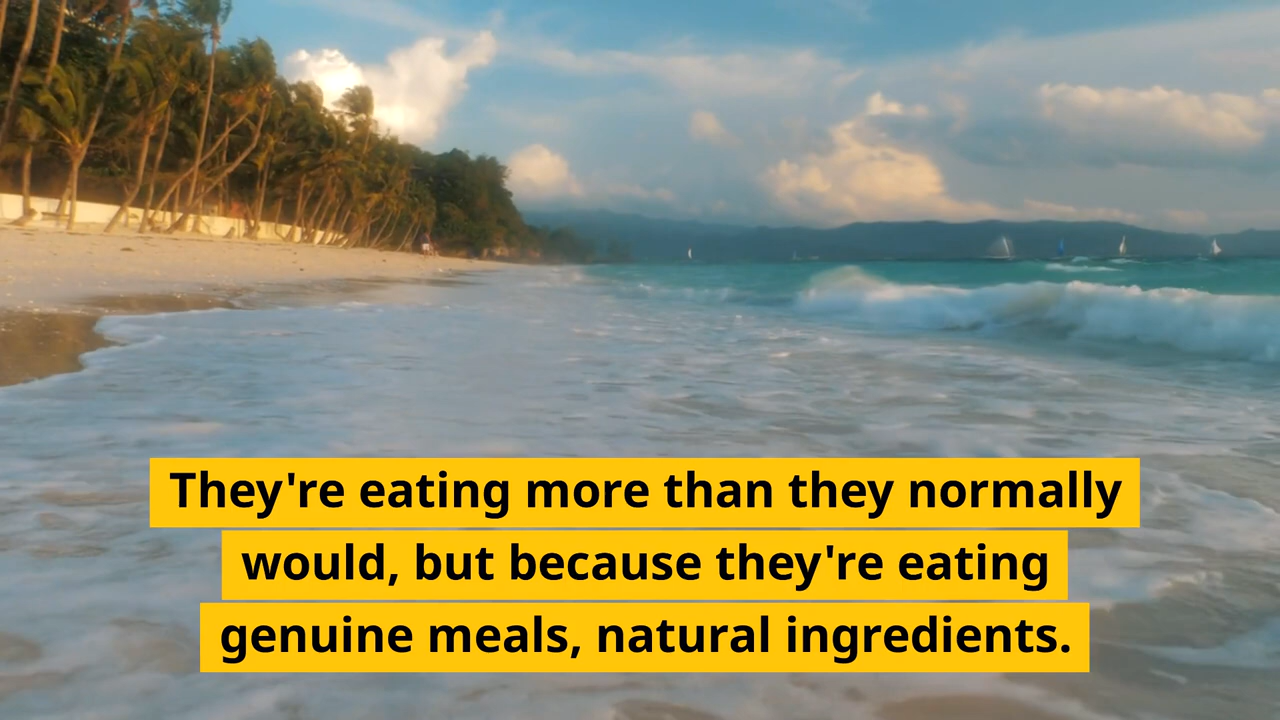 They're eating more than they normally
would, but because they're eating
genuine meals, natural ingredients.